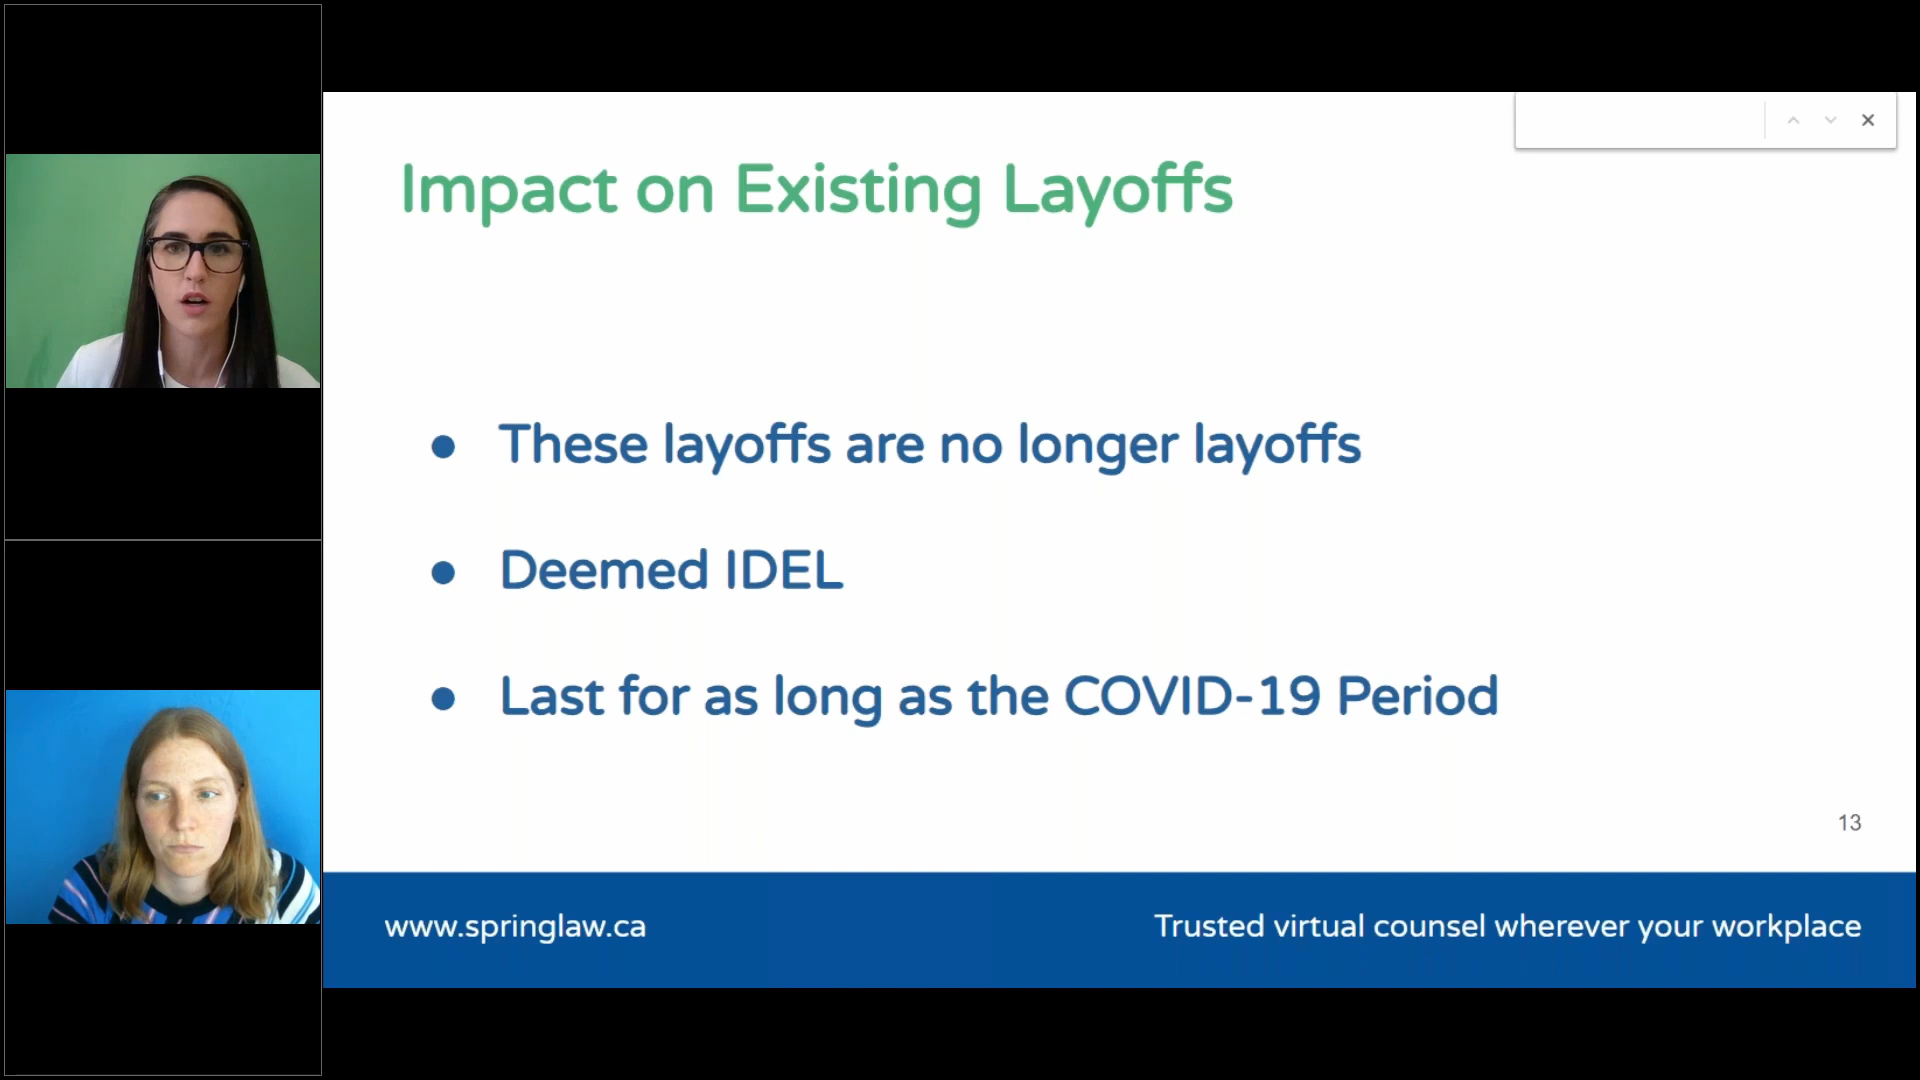 Impact on Existing Layoffs
● These layoffs are no longer layoffs
● Deemed IDEL
● Last for as long as the COVID-19 Period
13
www.springlaw.ca
Trusted virtual counsel wherever your workplace